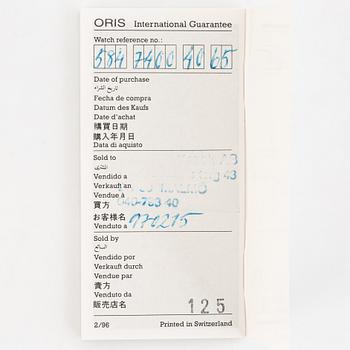 ORIS International Guarantee
Watch reference no.:
584 7400 40 65
Date of purchase
تاريخ الشراء
Fecha de compra
Datum des Kaufs
Date d'achat
購買日期
購入年月日
Data di aquisto
Sold to
المشتري
Vendido a
Verkauft an
Vendue à
買方
お客様名
Venduto a 970215
Sold by
البائع
Vendido por
Verkauft durch
Vendue par
賣方
Venduto da
販売店名
125
2/96 Printed in Switzerland